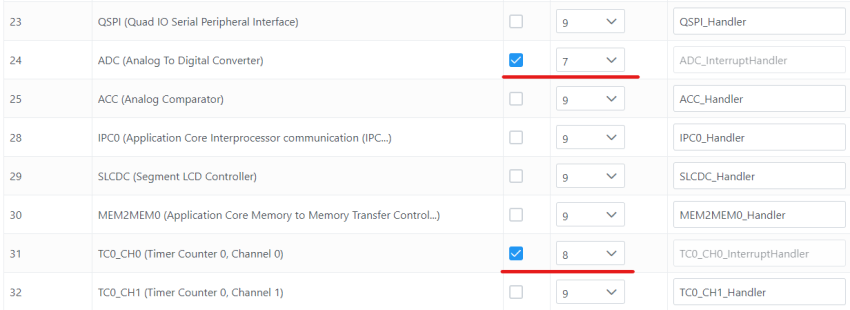 23 QSPI (Quad IO Serial Peripheral Interface) 9 QSPI_Handler
24 ADC (Analog To Digital Converter) 7 ADC_InterruptHandler
25 ACC (Analog Comparator) 9 ACC_Handler
28 IPC0 (Application Core Interprocessor communication (IPC...) 9 IPC0_Handler
29 SLCDC (Segment LCD Controller) 9 SLCDC_Handler
30 MEM2MEM0 (Application Core Memory to Memory Transfer Control...) 9 MEM2MEM0_Handler
31 TC0_CH0 (Timer Counter 0, Channel 0) 8 TC0_CH0_InterruptHandler
32 TC0_CH1 (Timer Counter 0, Channel 1) 9 TC0_CH1_Handler